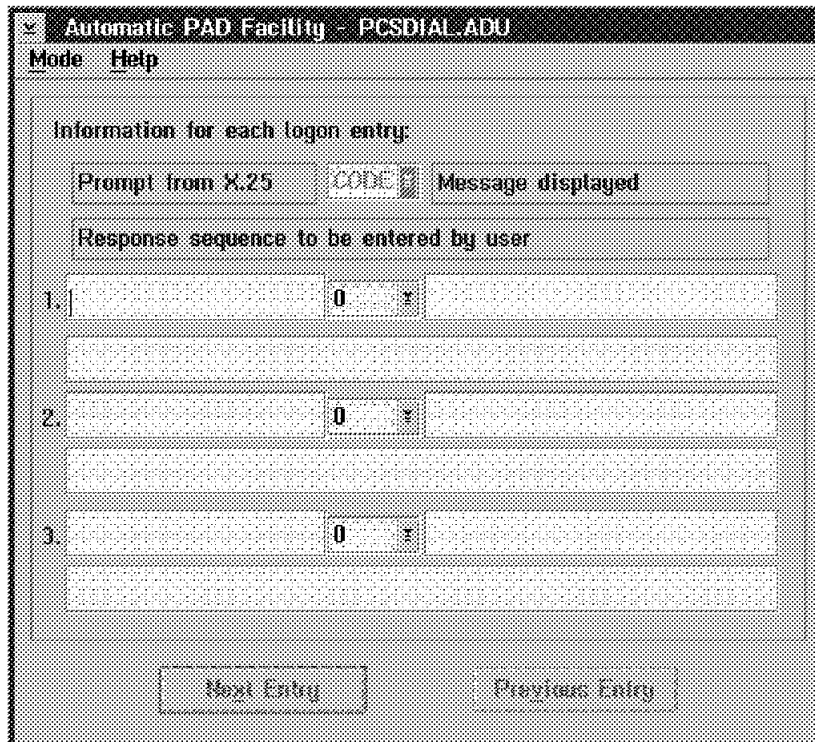 Automatic PAD Facility - PCSDIAL.ADU
Mode Help
Information for each logon entry:
Prompt from X.25 CODE Message displayed
Response sequence to be entered by user
1. 0
2. 0
3. 0
Next Entry Previous Entry